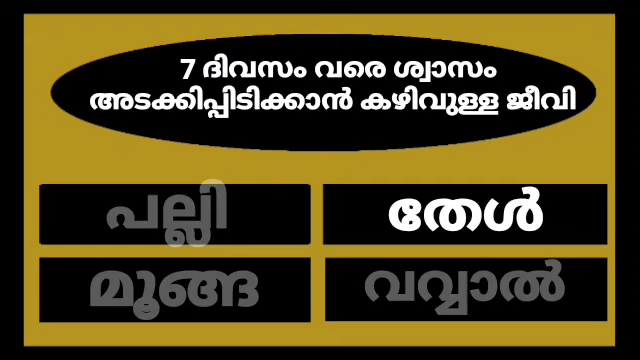 7 ദിവസം വരെ ശ്വാസം
അടക്കിപ്പിടിക്കാൻ കഴിവുള്ള ജീവി
പല്ലി
തേൾ
മൂങ്ങ
വവ്വാൽ